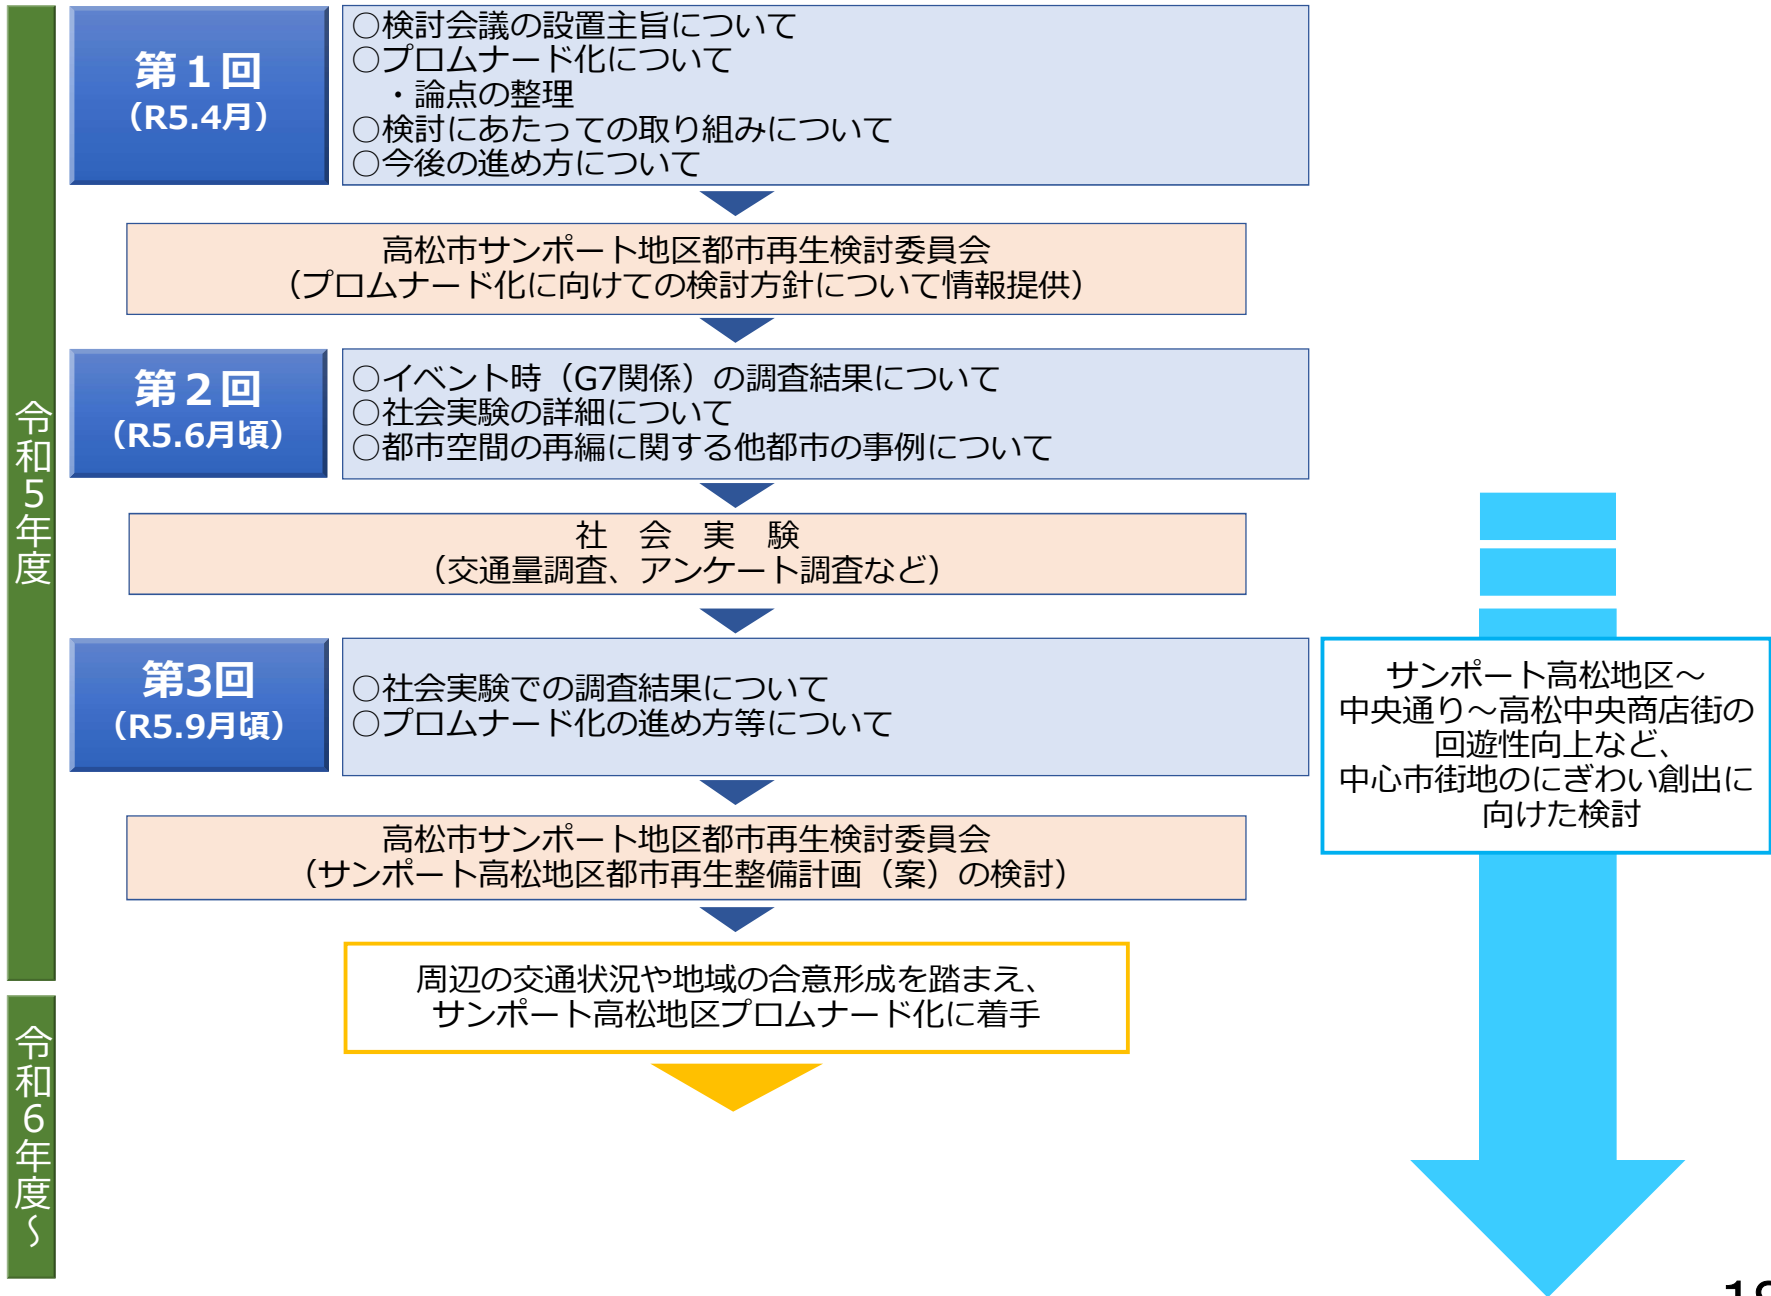 令和５年度
第１回
（R5.4月）
○検討会議の設置主旨について
○プロムナード化について
・論点の整理
○検討にあたっての取り組みについて
○今後の進め方について
高松市サンポート地区都市再生検討委員会
（プロムナード化に向けての検討方針について情報提供）
第２回
（R5.6月頃）
○イベント時（G7関係）の調査結果について
○社会実験の詳細について
○都市空間の再編に関する他都市の事例について
社　会　実　験
（交通量調査、アンケート調査など）
第3回
（R5.9月頃）
○社会実験での調査結果について
○プロムナード化の進め方等について
高松市サンポート地区都市再生検討委員会
（サンポート高松地区都市再生整備計画（案）の検討）
周辺の交通状況や地域の合意形成を踏まえ、
サンポート高松地区プロムナード化に着手
サンポート高松地区～
中央通り～高松中央商店街の
回遊性向上など、
中心市街地のにぎわい創出に
向けた検討
令和６年度～